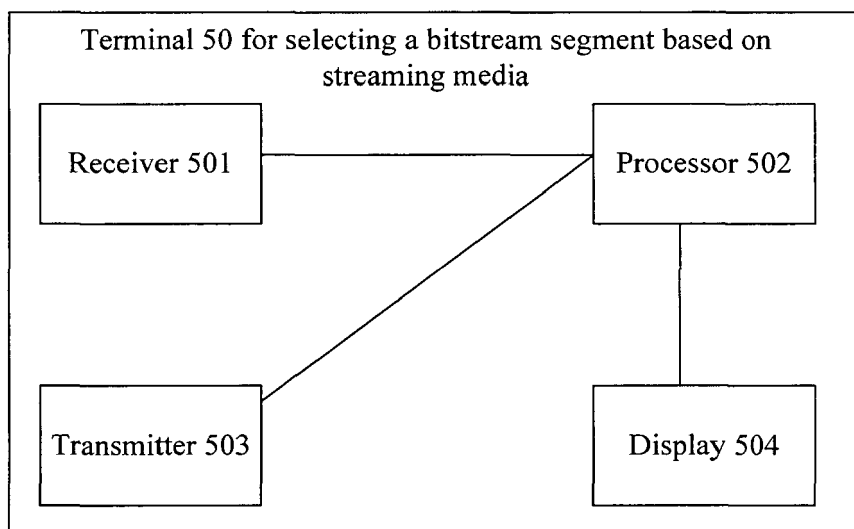 Terminal 50 for selecting a bitstream segment based on
streaming media
Receiver 501
Processor 502
Transmitter 503
Display 504